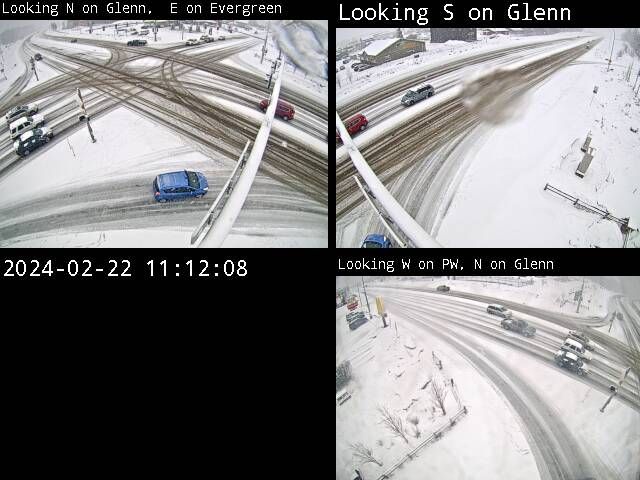 Looking N on Glenn,  E on Evergreen
Looking S on Glenn
2024-02-22 11:12:08
Looking W on PW, N on Glenn